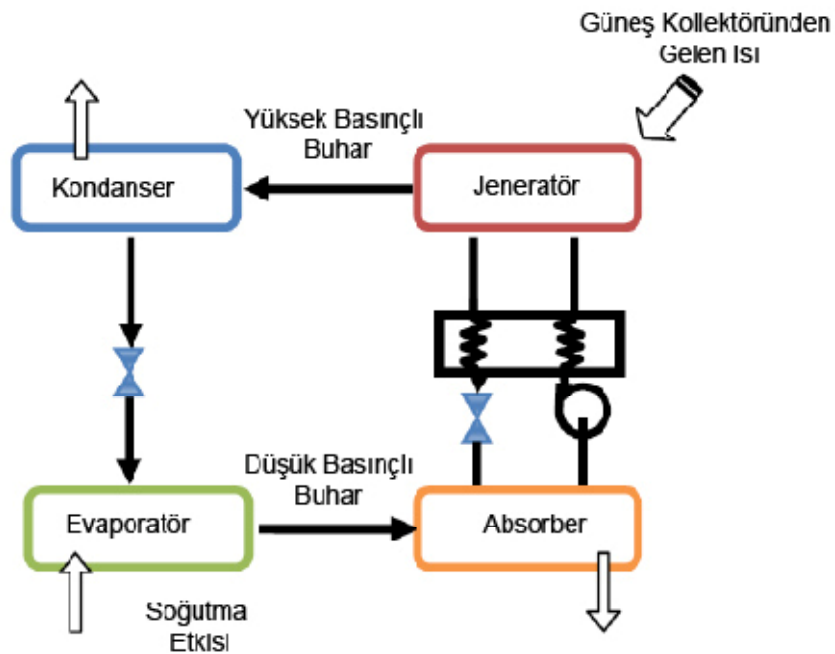 Güneş Kollektöründen
Gelen Isı
Yüksek Basınçlı
Buhar
Kondanser
Jeneratör
Düşük Basınçlı
Buhar
Evaporatör
Absorber
Soğutma
Etkisi